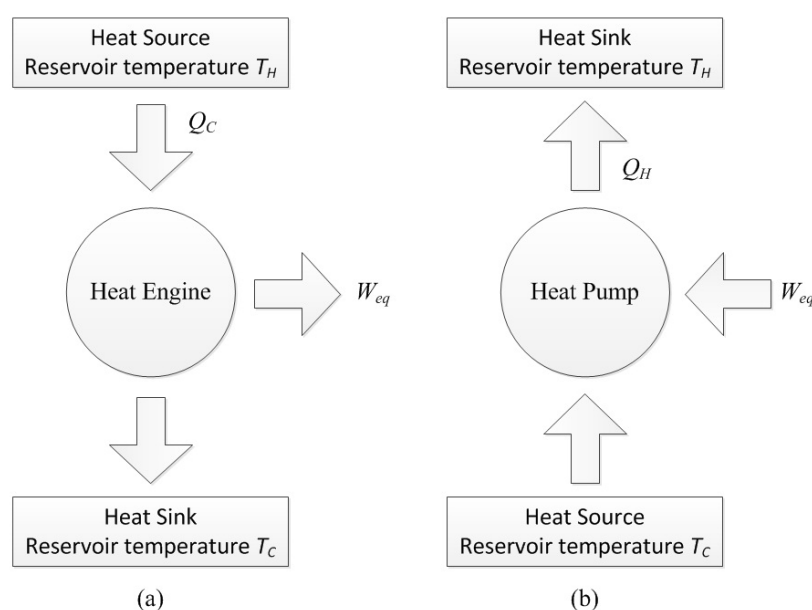 Heat Source
Reservoir temperature T_H
Q_C
Heat Engine
W_eq
Heat Sink
Reservoir temperature T_C
(a)
Heat Sink
Reservoir temperature T_H
Q_H
Heat Pump
W_eq
Heat Source
Reservoir temperature T_C
(b)